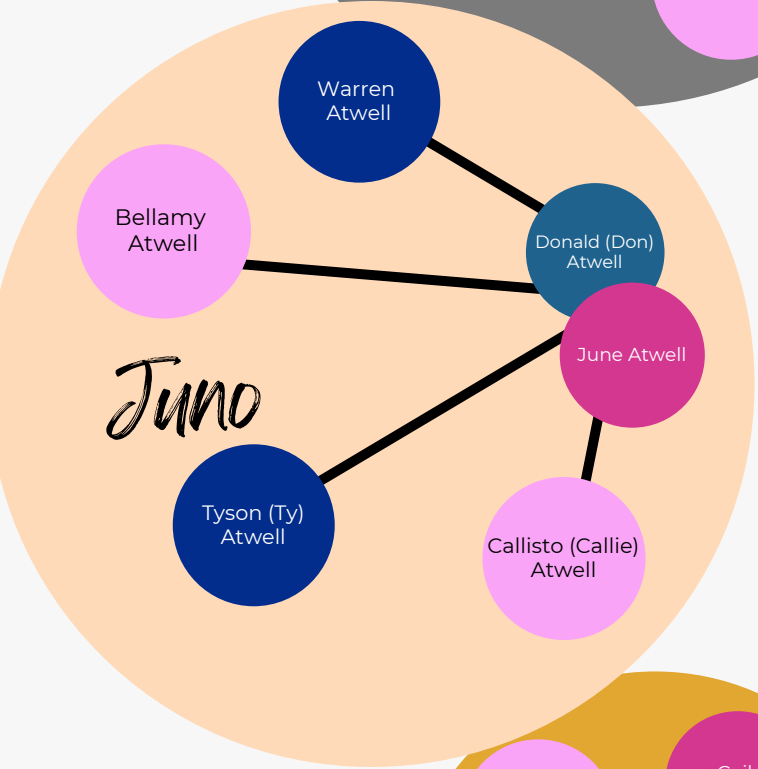 Warren
Atwell
Bellamy
Atwell
Donald (Don)
Atwell
June Atwell
Juno
Tyson (Ty)
Atwell
Callisto (Callie)
Atwell